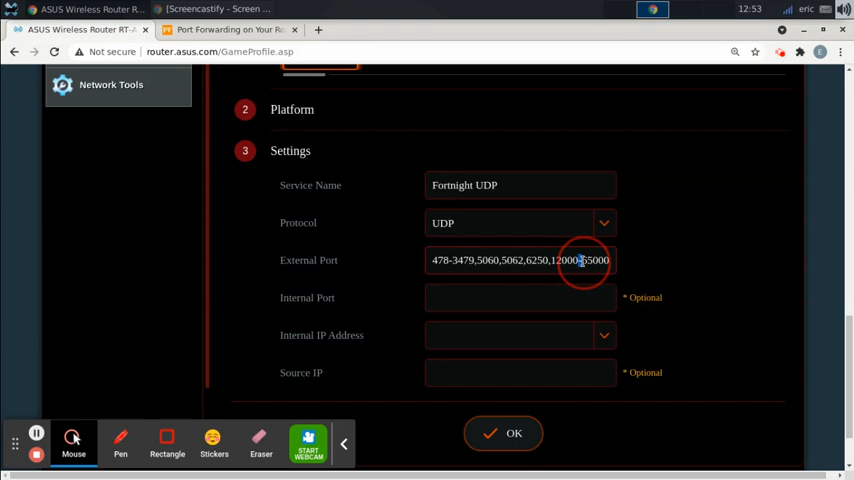 12:53 eric
ASUS Wireless Router R...
[Screencastify - Screen ...
ASUS Wireless Router RT-A
Port Forwarding on Your Ro
Not secure router.asus.com/GameProfile.asp
Network Tools
2 Platform
3 Settings
Service Name Fortnight UDP
Protocol UDP
External Port 478-3479,5060,5062,6250,12000-65000
Internal Port * Optional
Internal IP Address
Source IP * Optional
OK
Mouse Pen Rectangle Stickers Eraser START
WEBCAM